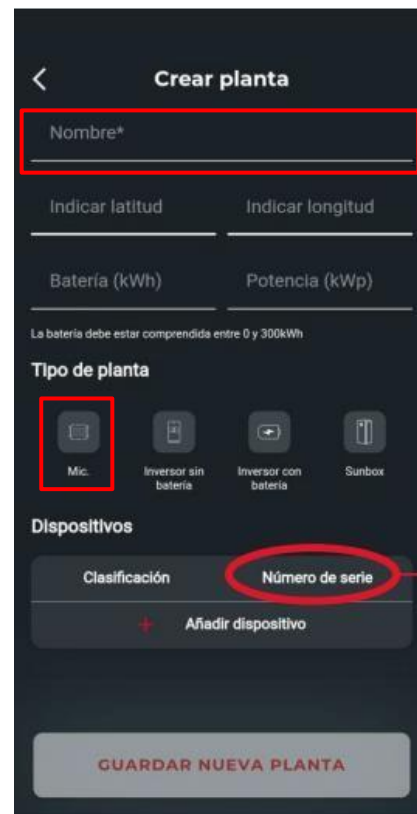 Crear planta
Nombre*
Indicar latitud Indicar longitud
Batería (kWh) Potencia (kWp)
La batería debe estar comprendida entre 0 y 300kWh
Tipo de planta
Mic. Inversor sin batería Inversor con batería Sunbox
Dispositivos
Clasificación Número de serie
+ Añadir dispositivo
GUARDAR NUEVA PLANTA